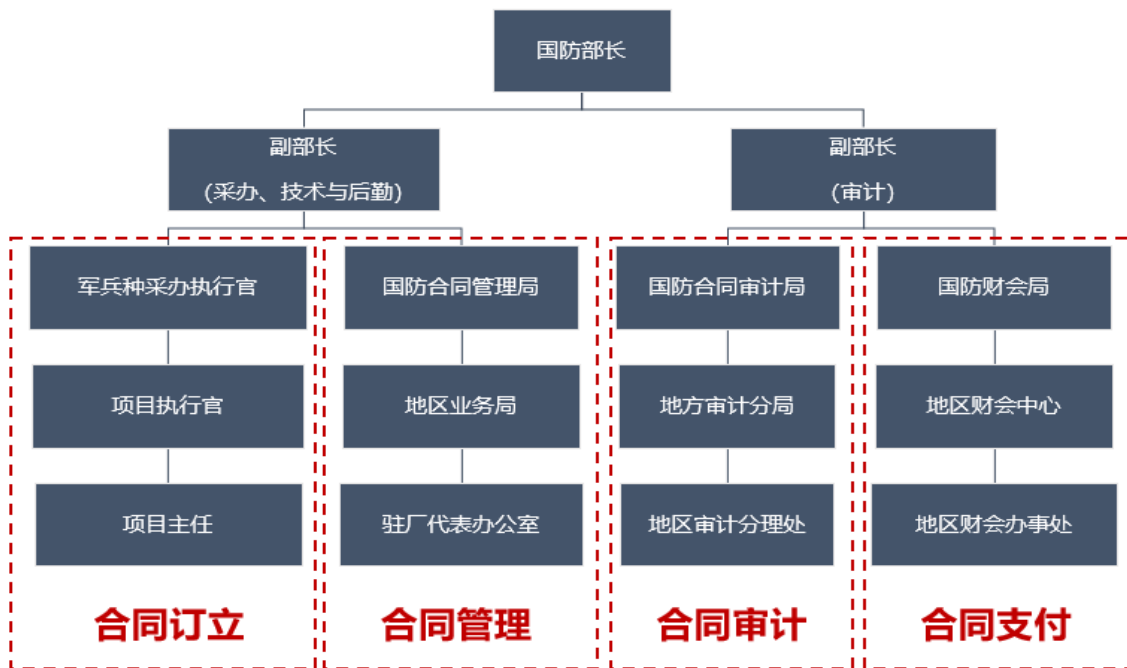 国防部长
副部长
(采办、技术与后勤)
副部长
(审计)
军兵种采办执行官
国防合同管理局
国防合同审计局
国防财会局
项目执行官
地区业务局
地方审计分局
地区财会中心
项目主任
驻厂代表办公室
地区审计分理处
地区财会办事处
合同订立
合同管理
合同审计
合同支付